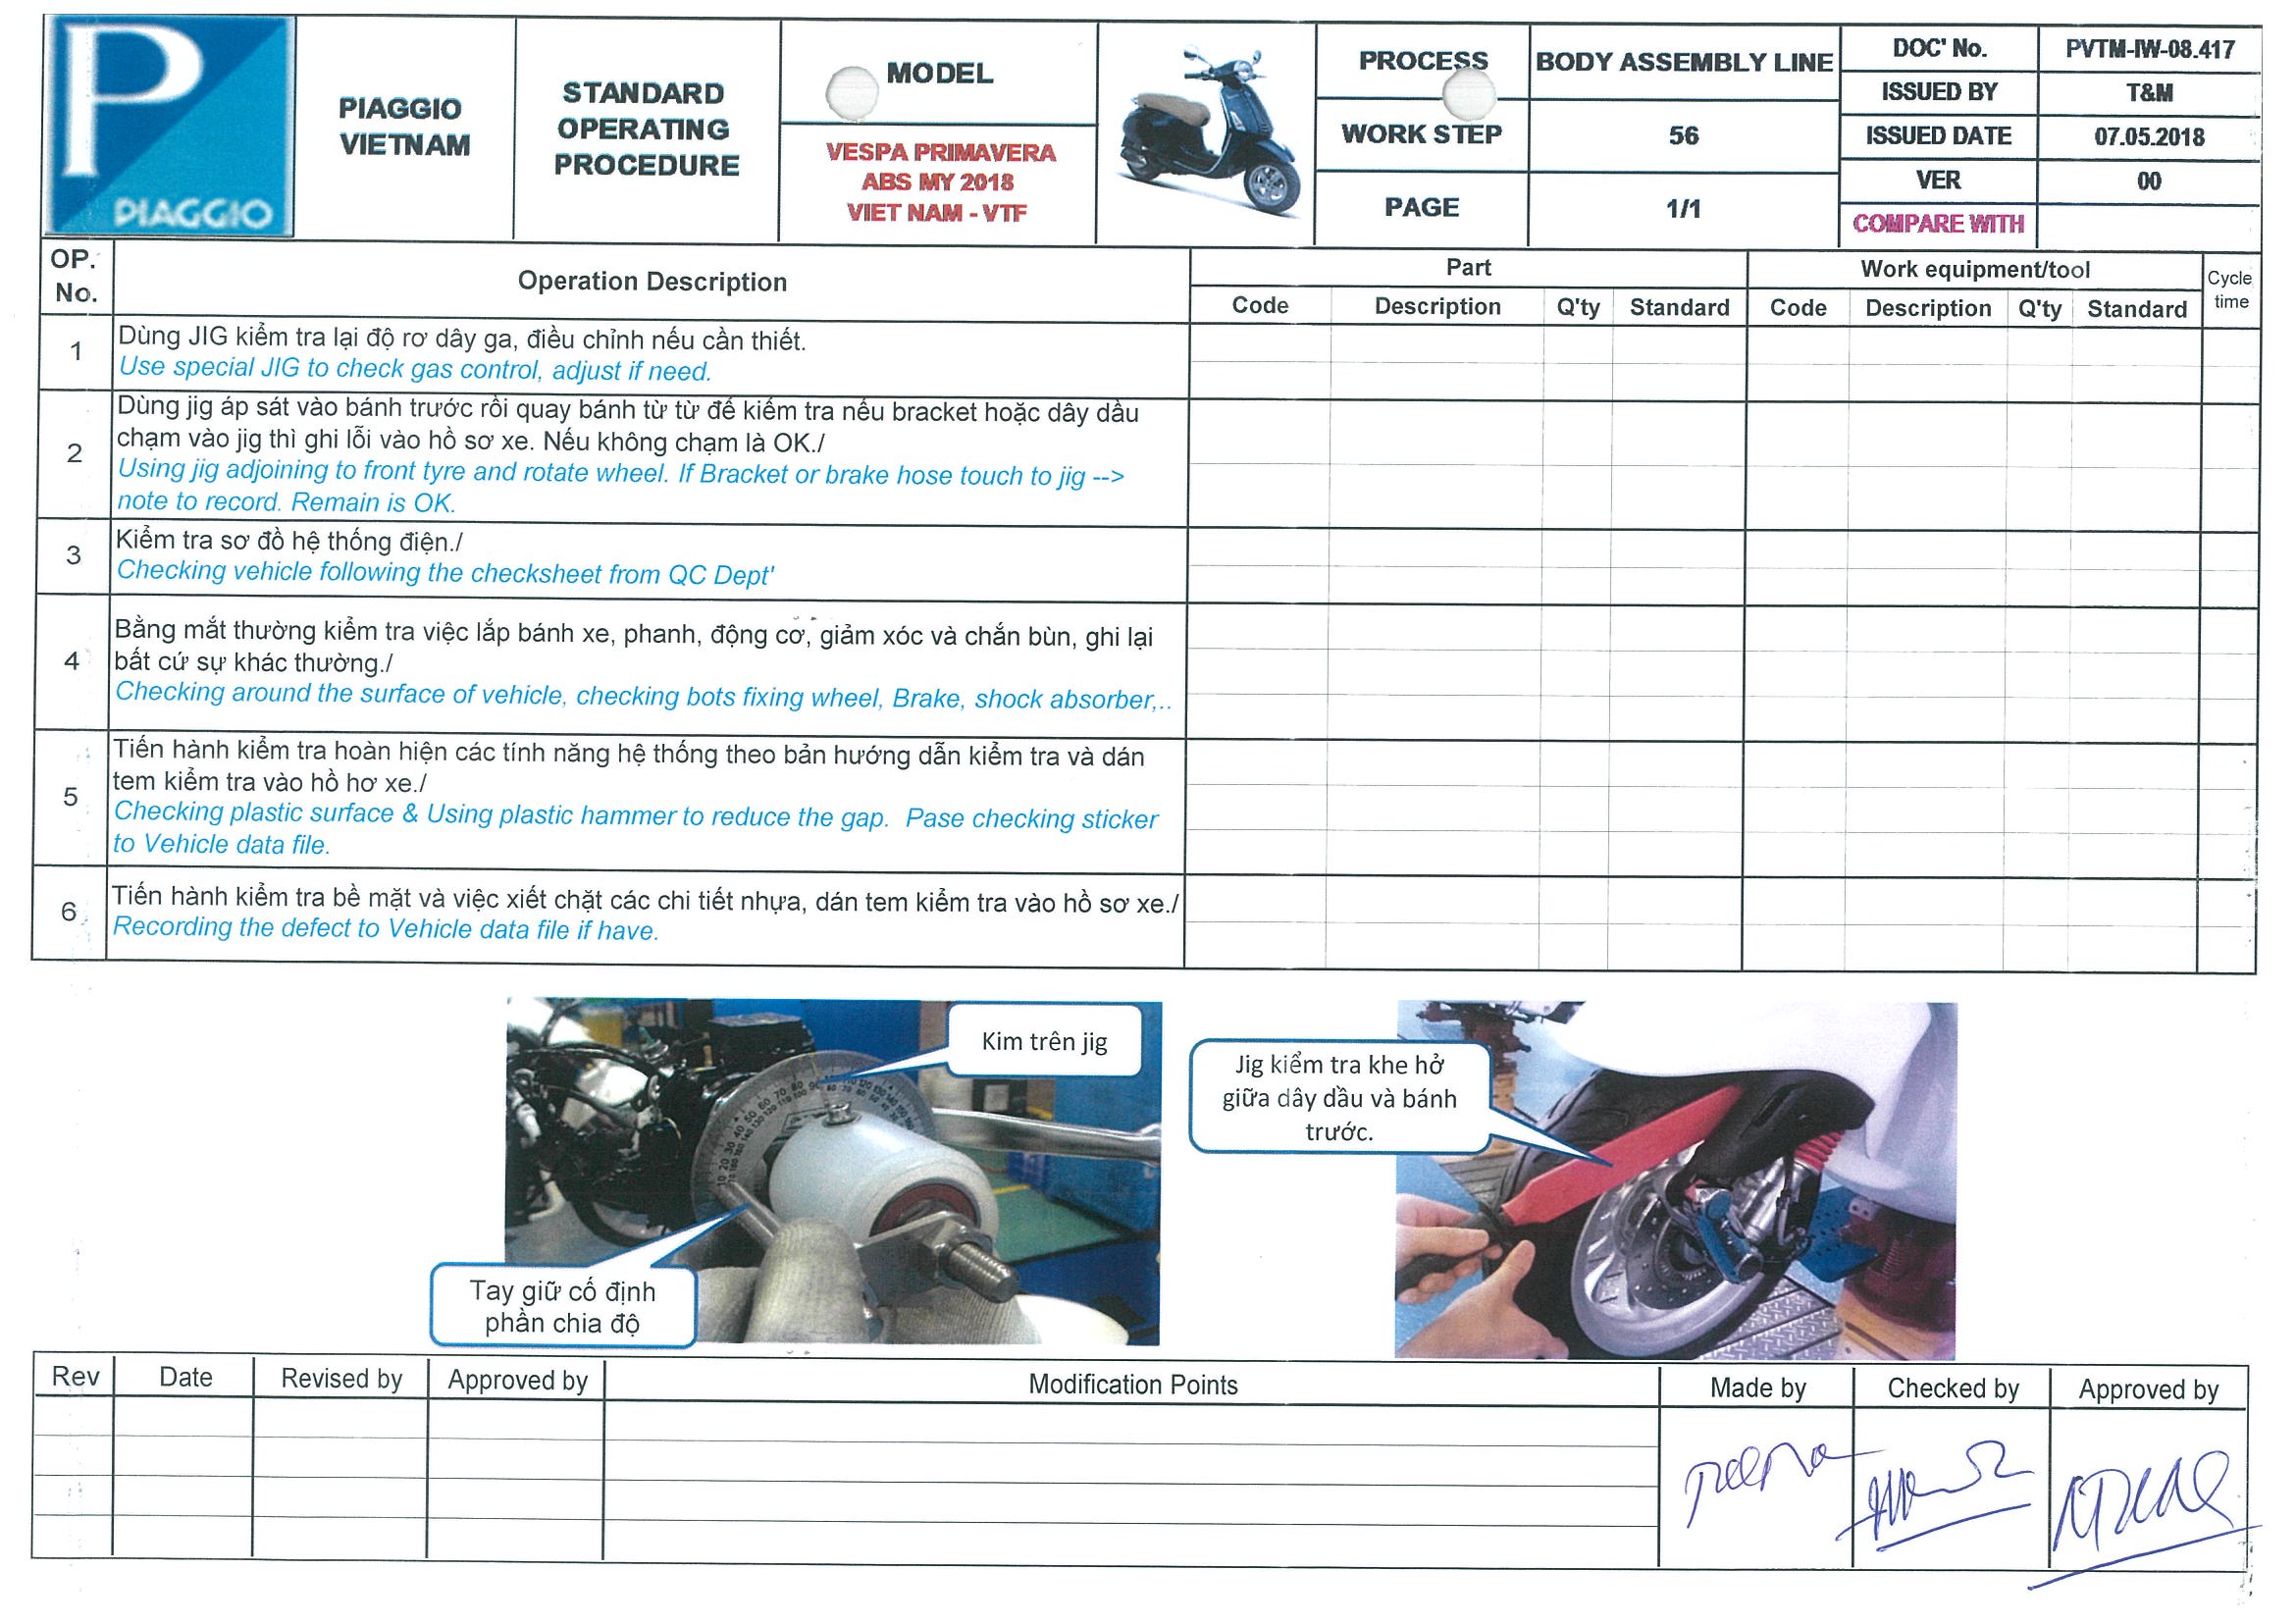 PIAGGIO
PIAGGIO
VIETNAM
STANDARD
OPERATING
PROCEDURE
MODEL
VESPA PRIMAVERA
ABS MY 2018
VIET NAM - VTF
PROCESS
BODY ASSEMBLY LINE
WORK STEP
56
PAGE
1/1
DOC' No.
PVTM-IW-08.417
ISSUED BY
T&M
ISSUED DATE
07.05.2018
VER
00
COMPARE WITH
OP.
No.
Operation Description
Part
Work equipment/tool
Cycle
time
Code
Description
Q'ty
Standard
Code
Description
Q'ty
Standard
1
Dùng JIG kiểm tra lại độ rơ dây ga, điều chỉnh nếu cần thiết.
Use special JIG to check gas control, adjust if need.
2
Dùng jig áp sát vào bánh trước rồi quay bánh từ từ để kiểm tra nếu bracket hoặc dây dầu
chạm vào jig thì ghi lỗi vào hồ sơ xe. Nếu không chạm là OK./
Using jig adjoining to front tyre and rotate wheel. If Bracket or brake hose touch to jig -->
note to record. Remain is OK.
3
Kiểm tra sơ đồ hệ thống điện./
Checking vehicle following the checksheet from QC Dept'
4
Bằng mắt thường kiểm tra việc lắp bánh xe, phanh, động cơ, giảm xóc và chắn bùn, ghi lại
bất cứ sự khác thường./
Checking around the surface of vehicle, checking bots fixing wheel, Brake, shock absorber,..
5
Tiến hành kiểm tra hoàn hiện các tính năng hệ thống theo bản hướng dẫn kiểm tra và dán
tem kiểm tra vào hồ hơ xe./
Checking plastic surface & Using plastic hammer to reduce the gap. Pase checking sticker
to Vehicle data file.
6
Tiến hành kiểm tra bề mặt và việc xiết chặt các chi tiết nhựa, dán tem kiểm tra vào hồ sơ xe./
Recording the defect to Vehicle data file if have.
Kim trên jig
Tay giữ cố định
phần chia độ
Jig kiểm tra khe hở
giữa dây dầu và bánh
trước.
Rev
Date
Revised by
Approved by
Modification Points
Made by
Checked by
Approved by